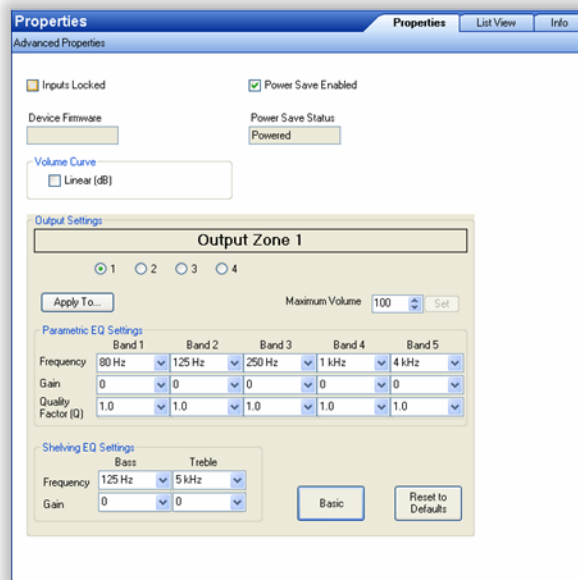 Properties Properties List View Info
Advanced Properties
Inputs Locked Power Save Enabled
Device Firmware Power Save Status
Powered
Volume Curve
Linear (dB)
Output Settings
Output Zone 1
1 2 3 4
Apply To... Maximum Volume 100 Set
Parametric EQ Settings
Band 1 Band 2 Band 3 Band 4 Band 5
Frequency 80 Hz 125 Hz 250 Hz 1 kHz 4 kHz
Gain 0 0 0 0 0
Quality
Factor (Q) 1.0 1.0 1.0 1.0 1.0
Shelving EQ Settings
Bass Treble
Frequency 125 Hz 5 kHz
Gain 0 0
Basic
Reset to
Defaults